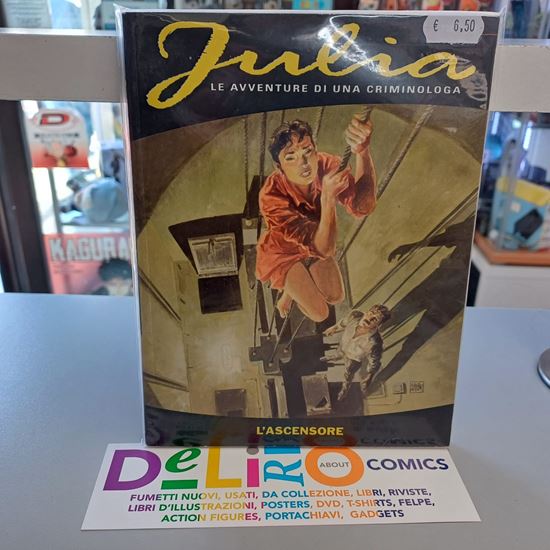 € 6,50
Julia
LE AVVENTURE DI UNA CRIMINOLOGA
KAGURA
L'ASCENSORE
DeLiRiO ABOUT COMICS
FUMETTI NUOVI, USATI, DA COLLEZIONE, LIBRI, RIVISTE,
LIBRI D'ILLUSTRAZIONI, POSTERS, DVD, T-SHIRTS, FELPE,
ACTION FIGURES, PORTACHIAVI, GADGETS